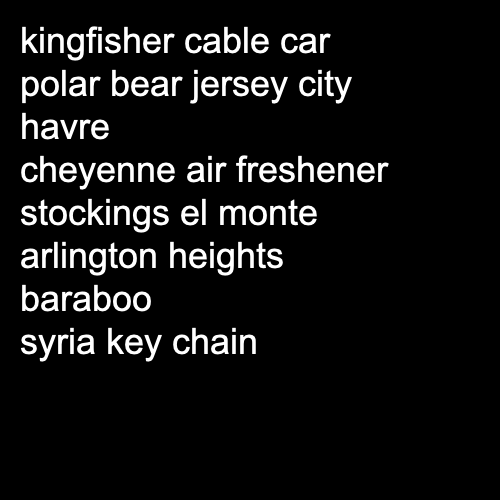 kingfisher cable car
polar bear jersey city
havre
cheyenne air freshener
stockings el monte
arlington heights
baraboo
syria key chain